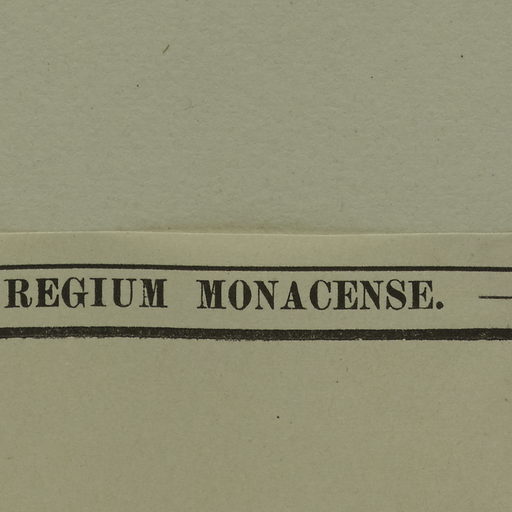 REGIUM MONACENSE. —